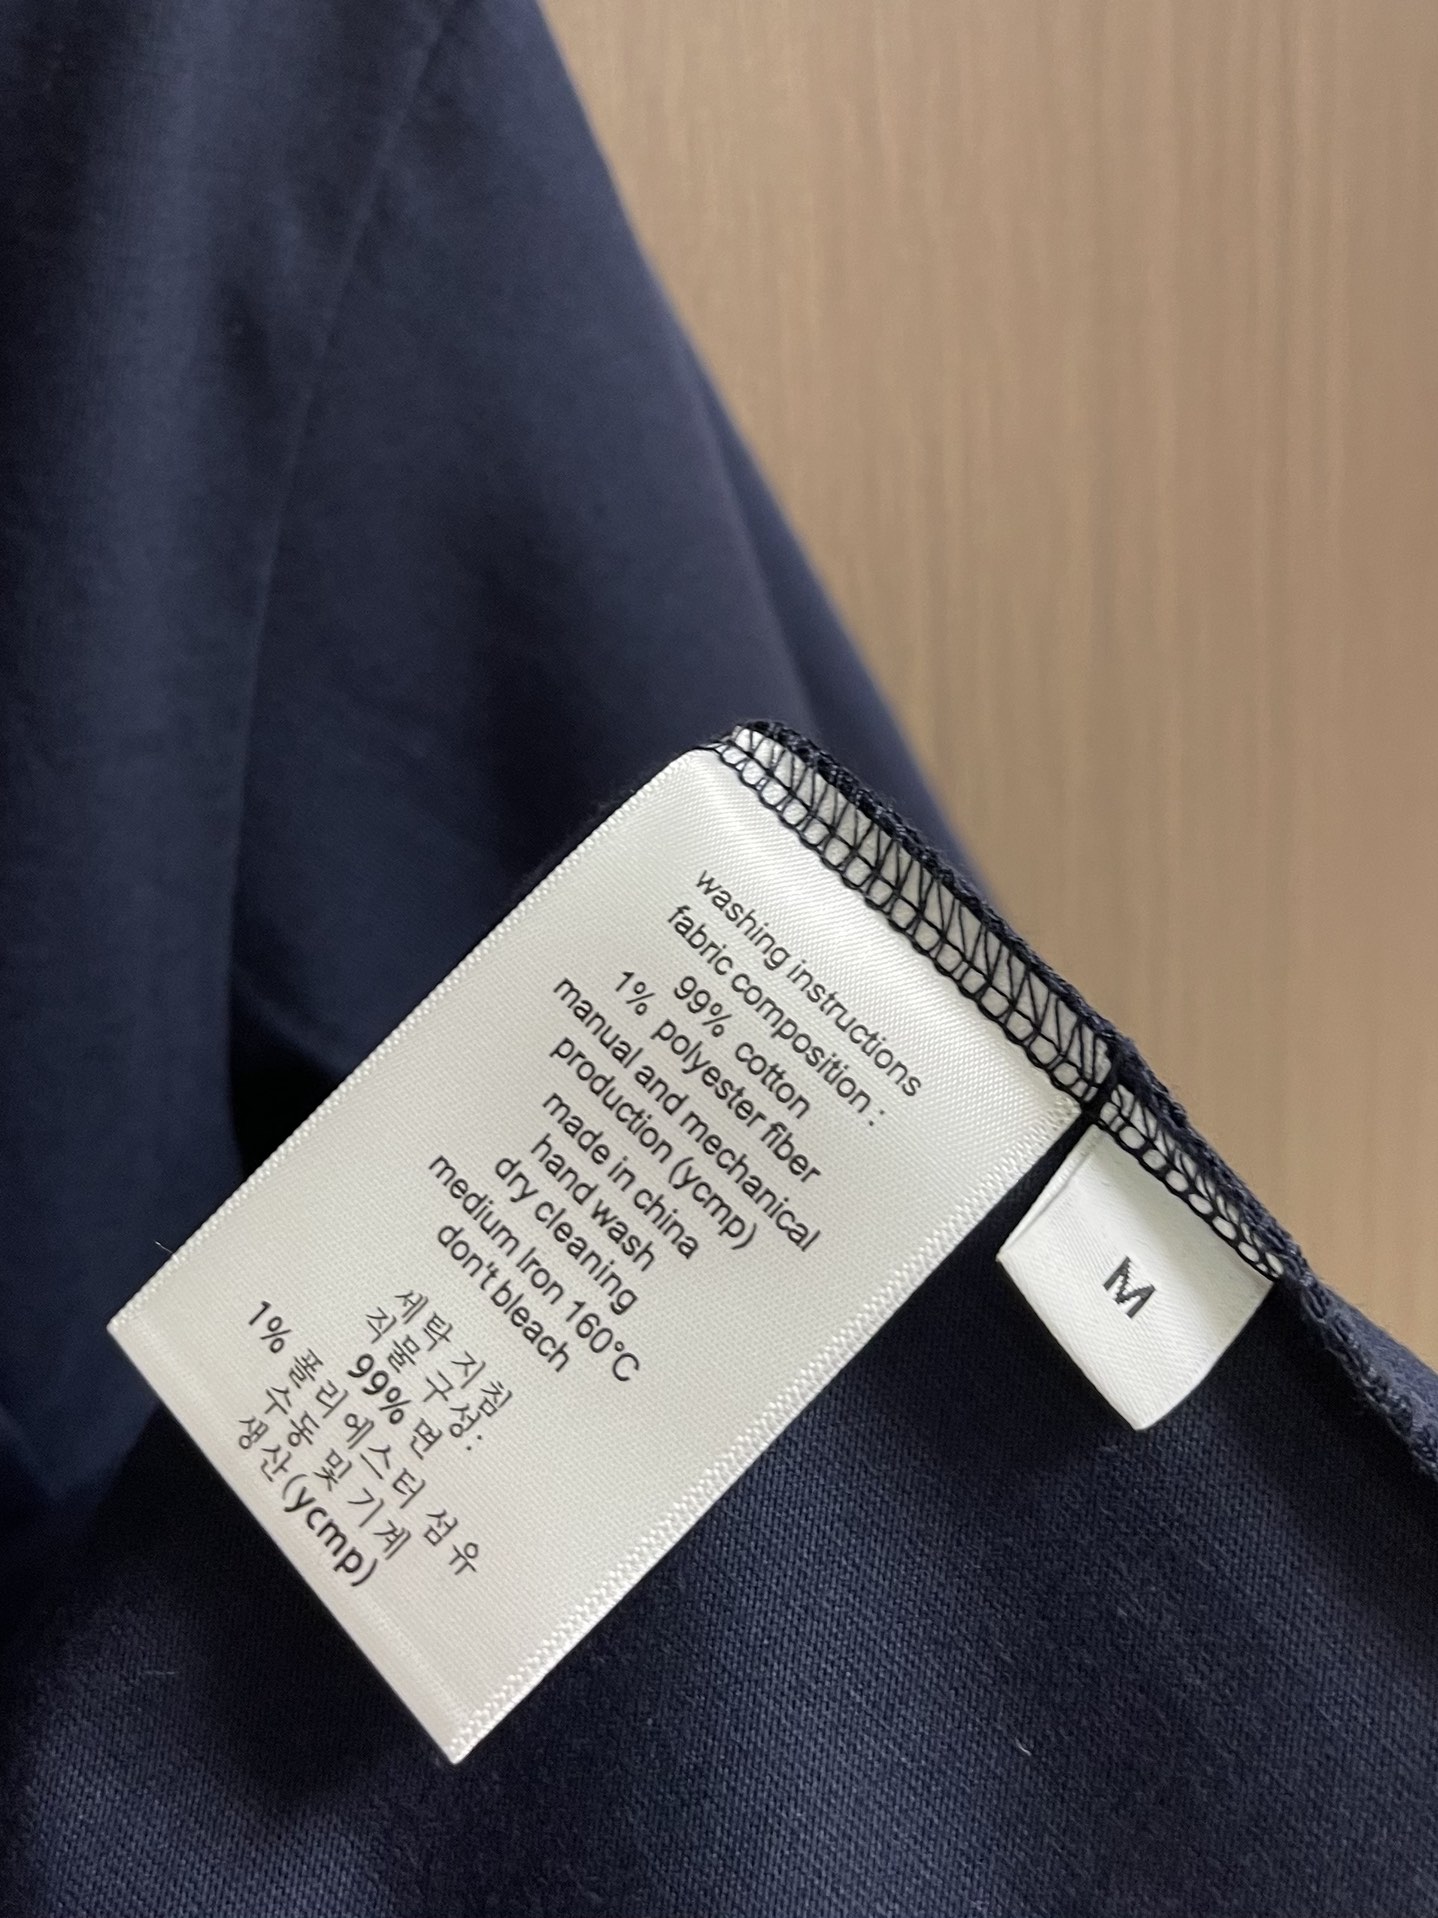 washing instructions
fabric composition :
99% cotton
1% polyester fiber
manual and mechanical
production (ycmp)
made in china
hand wash
dry cleaning
medium Iron 160°C
don't bleach
세탁 지침
직물 구성:
99% 면
1% 폴리 에스터 섬유
수동 및 기계
생산 (ycmp)
M